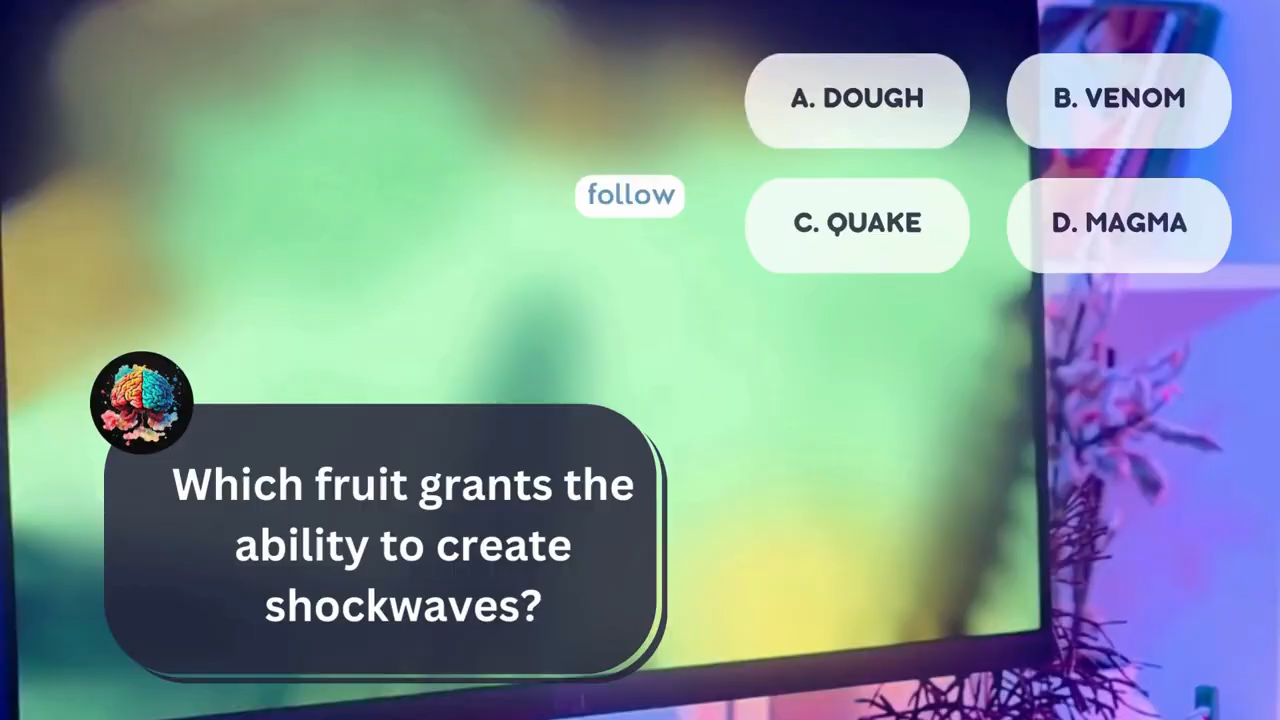 A. DOUGH
B. VENOM
follow
C. QUAKE
D. MAGMA
Which fruit grants the
ability to create
shockwaves?